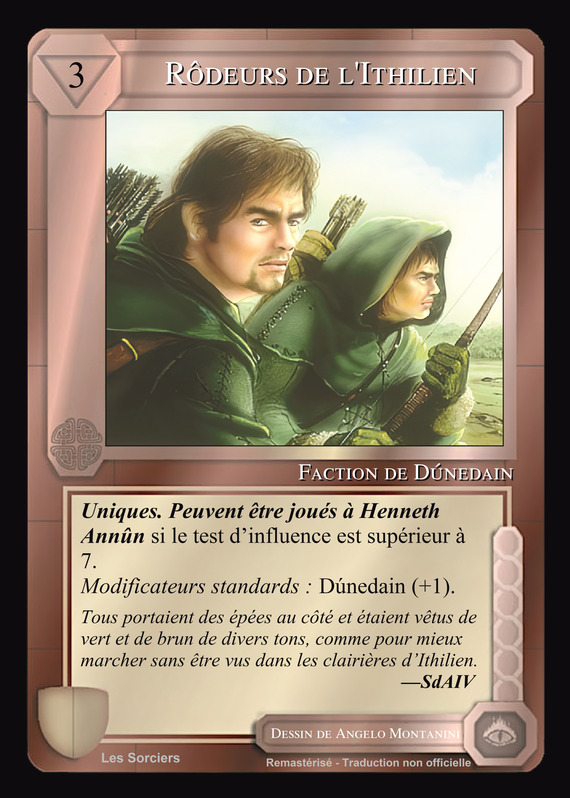 3
Rôdeurs de l'Ithilien
Faction de Dúnedain
Uniques. Peuvent être joués à Henneth
Annûn si le test d’influence est supérieur à
7.
Modificateurs standards : Dúnedain (+1).
Tous portaient des épées au côté et étaient vêtus de
vert et de brun de divers tons, comme pour mieux
marcher sans être vus dans les clairières d’Ithilien.
—SdAIV
Dessin de Angelo Montanini
Les Sorciers
Remastérisé - Traduction non officielle